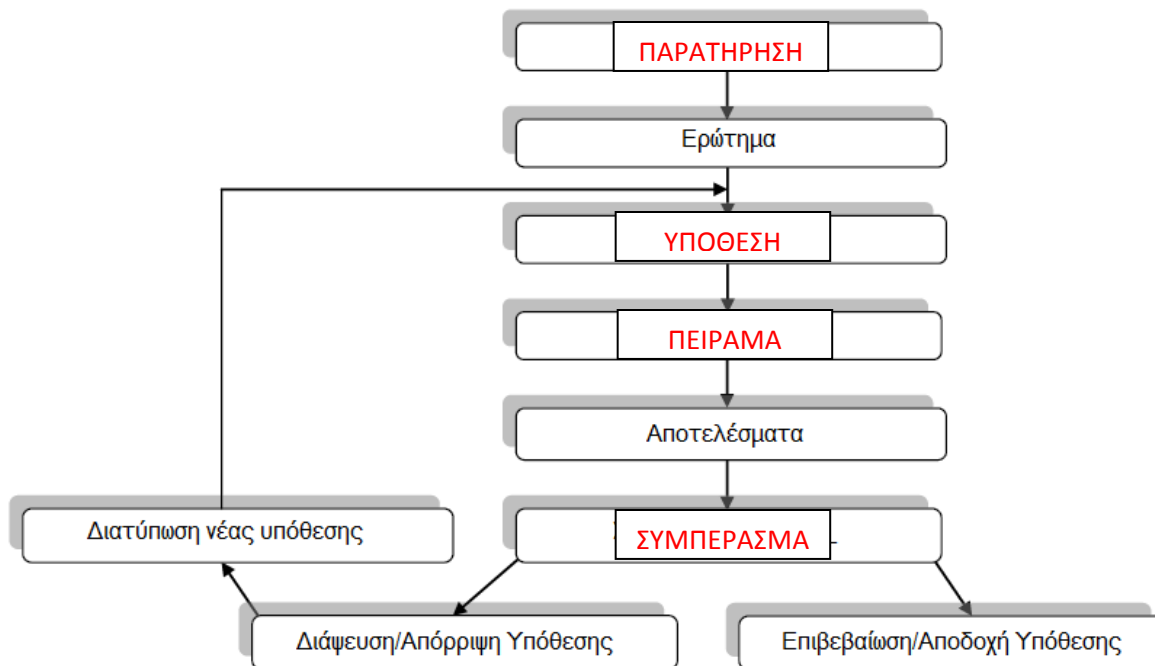 ΠΑΡΑΤΗΡΗΣΗ
Ερώτημα
ΥΠΟΘΕΣΗ
ΠΕΙΡΑΜΑ
Αποτελέσματα
Διατύπωση νέας υπόθεσης
ΣΥΜΠΕΡΑΣΜΑ
Διάψευση/Απόρριψη Υπόθεσης
Επιβεβαίωση/Αποδοχή Υπόθεσης